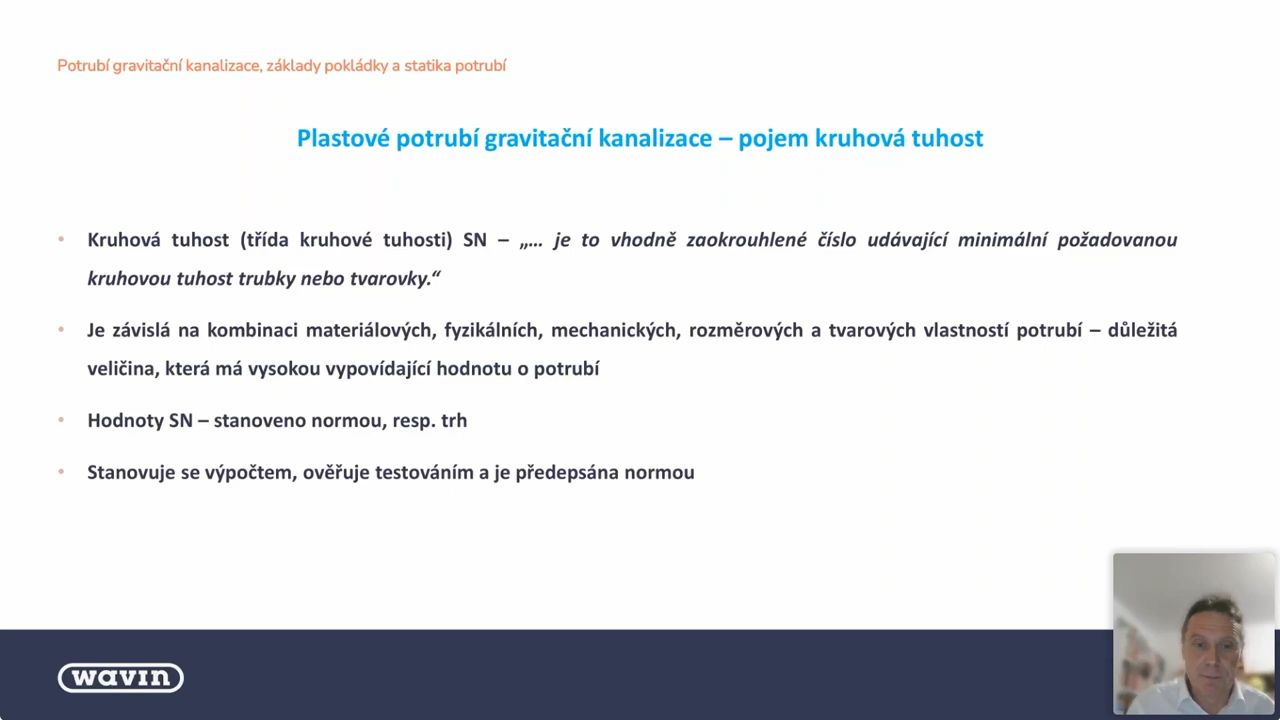 Potrubí gravitační kanalizace, základy pokládky a statika potrubí
Plastové potrubí gravitační kanalizace – pojem kruhová tuhost
• Kruhová tuhost (třída kruhové tuhosti) SN – „… je to vhodně zaokrouhlené číslo udávající minimální požadovanou
kruhovou tuhost trubky nebo tvarovky.“
• Je závislá na kombinaci materiálových, fyzikálních, mechanických, rozměrových a tvarových vlastností potrubí – důležitá
veličina, která má vysokou vypovídající hodnotu o potrubí
• Hodnoty SN – stanoveno normou, resp. trh
• Stanovuje se výpočtem, ověřuje testováním a je předepsána normou
wavin